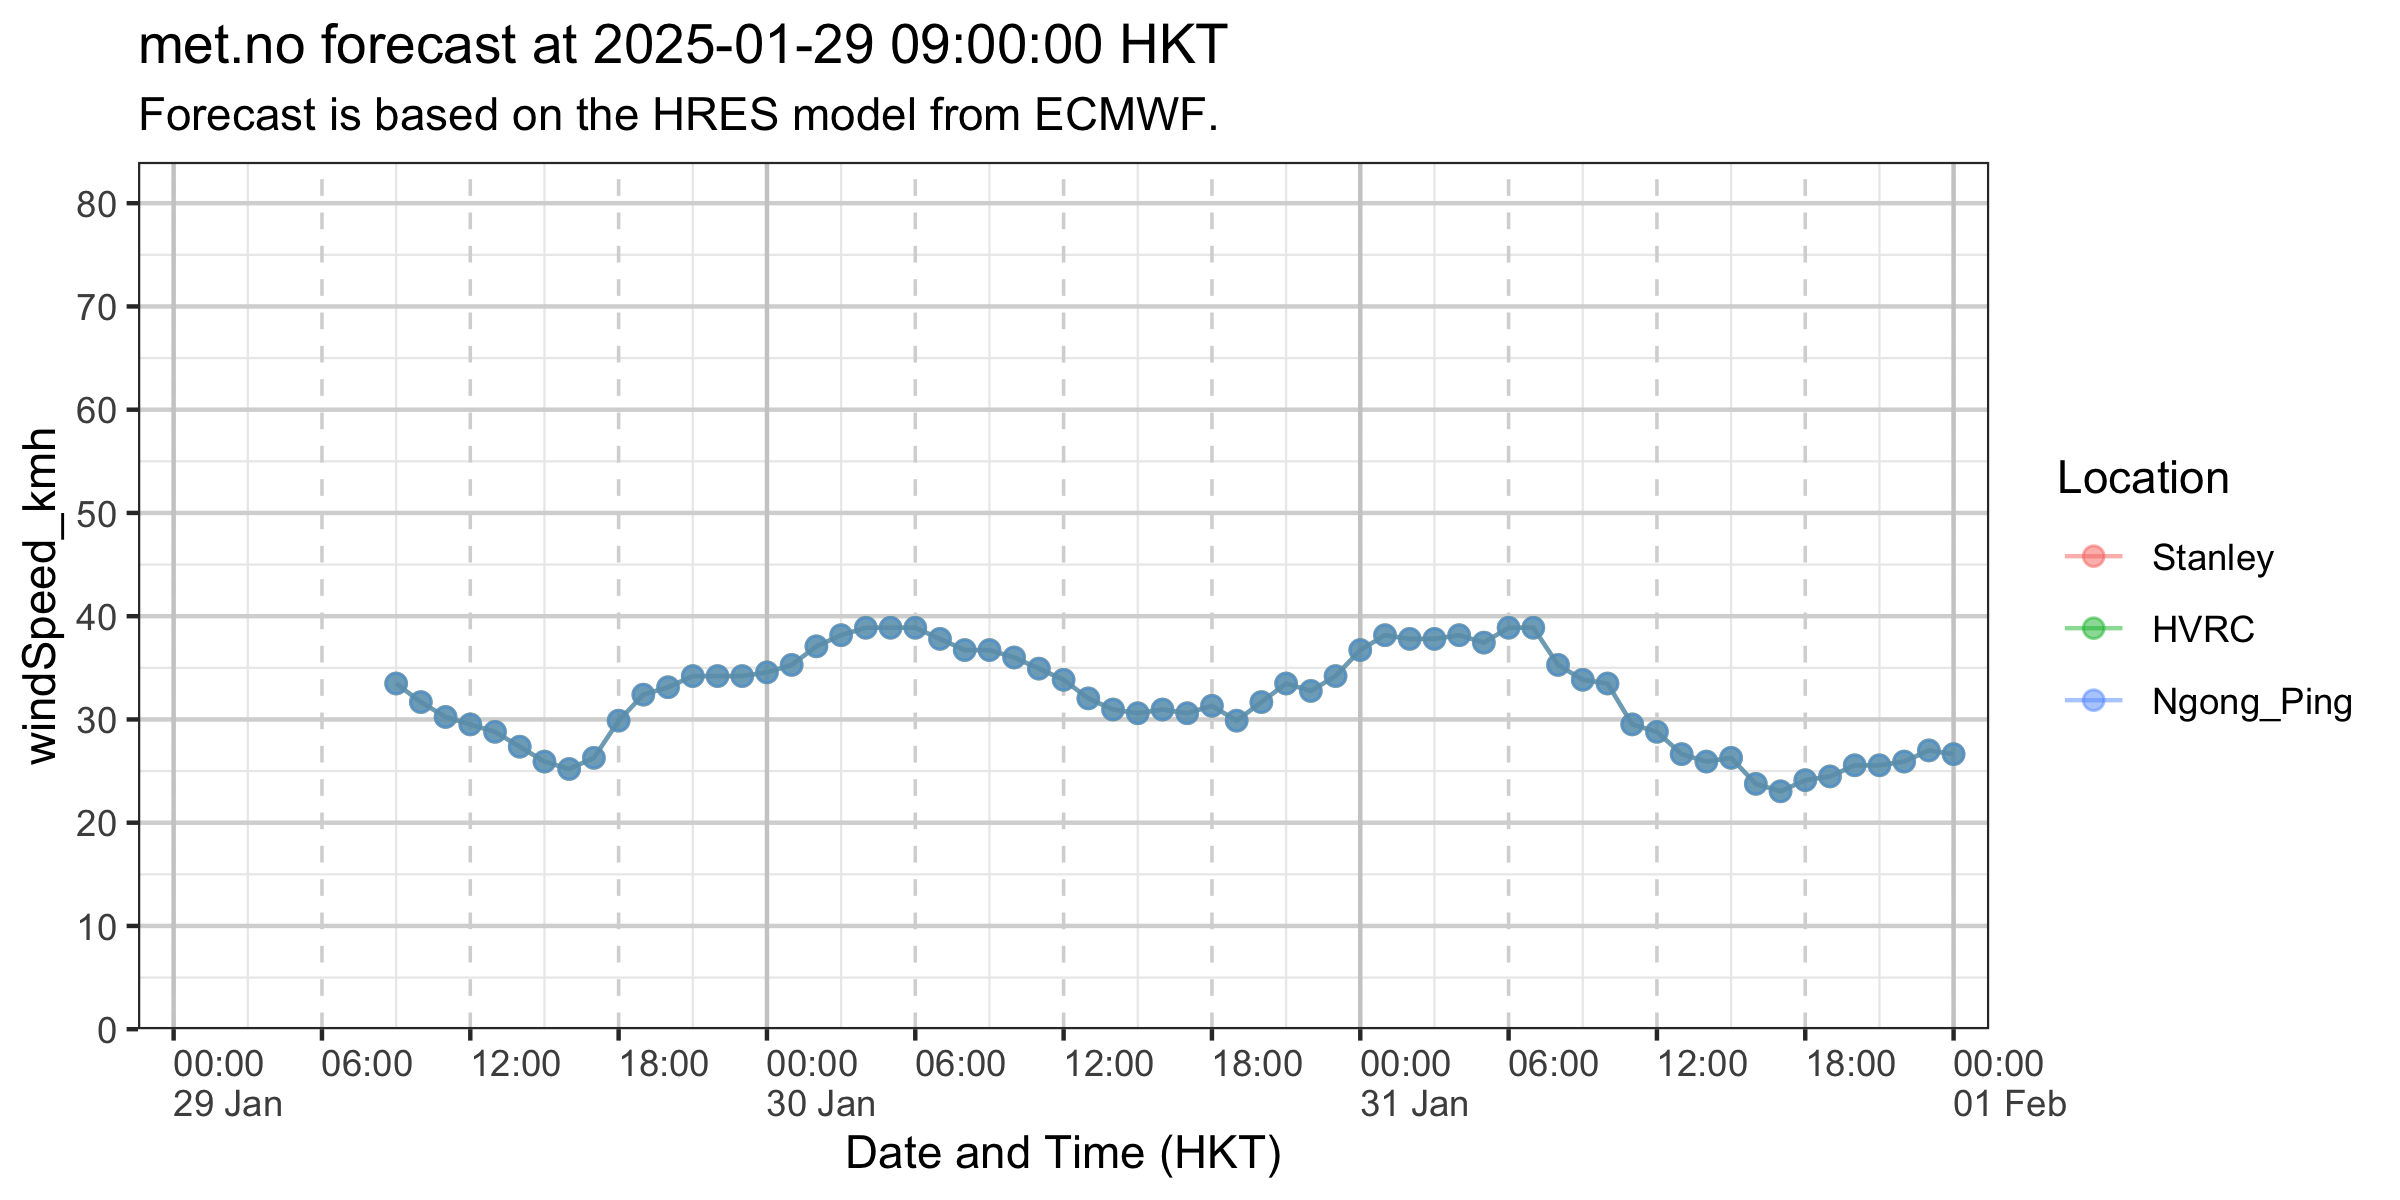 met.no forecast at 2025-01-29 09:00:00 HKT
Forecast is based on the HRES model from ECMWF.
windSpeed_kmh
80
70
60
50
40
30
20
10
0
00:00 06:00 12:00 18:00 00:00 06:00 12:00 18:00 00:00 06:00 12:00 18:00 00:00
29 Jan 30 Jan 31 Jan 01 Feb
Date and Time (HKT)
Location
Stanley
HVRC
Ngong_Ping